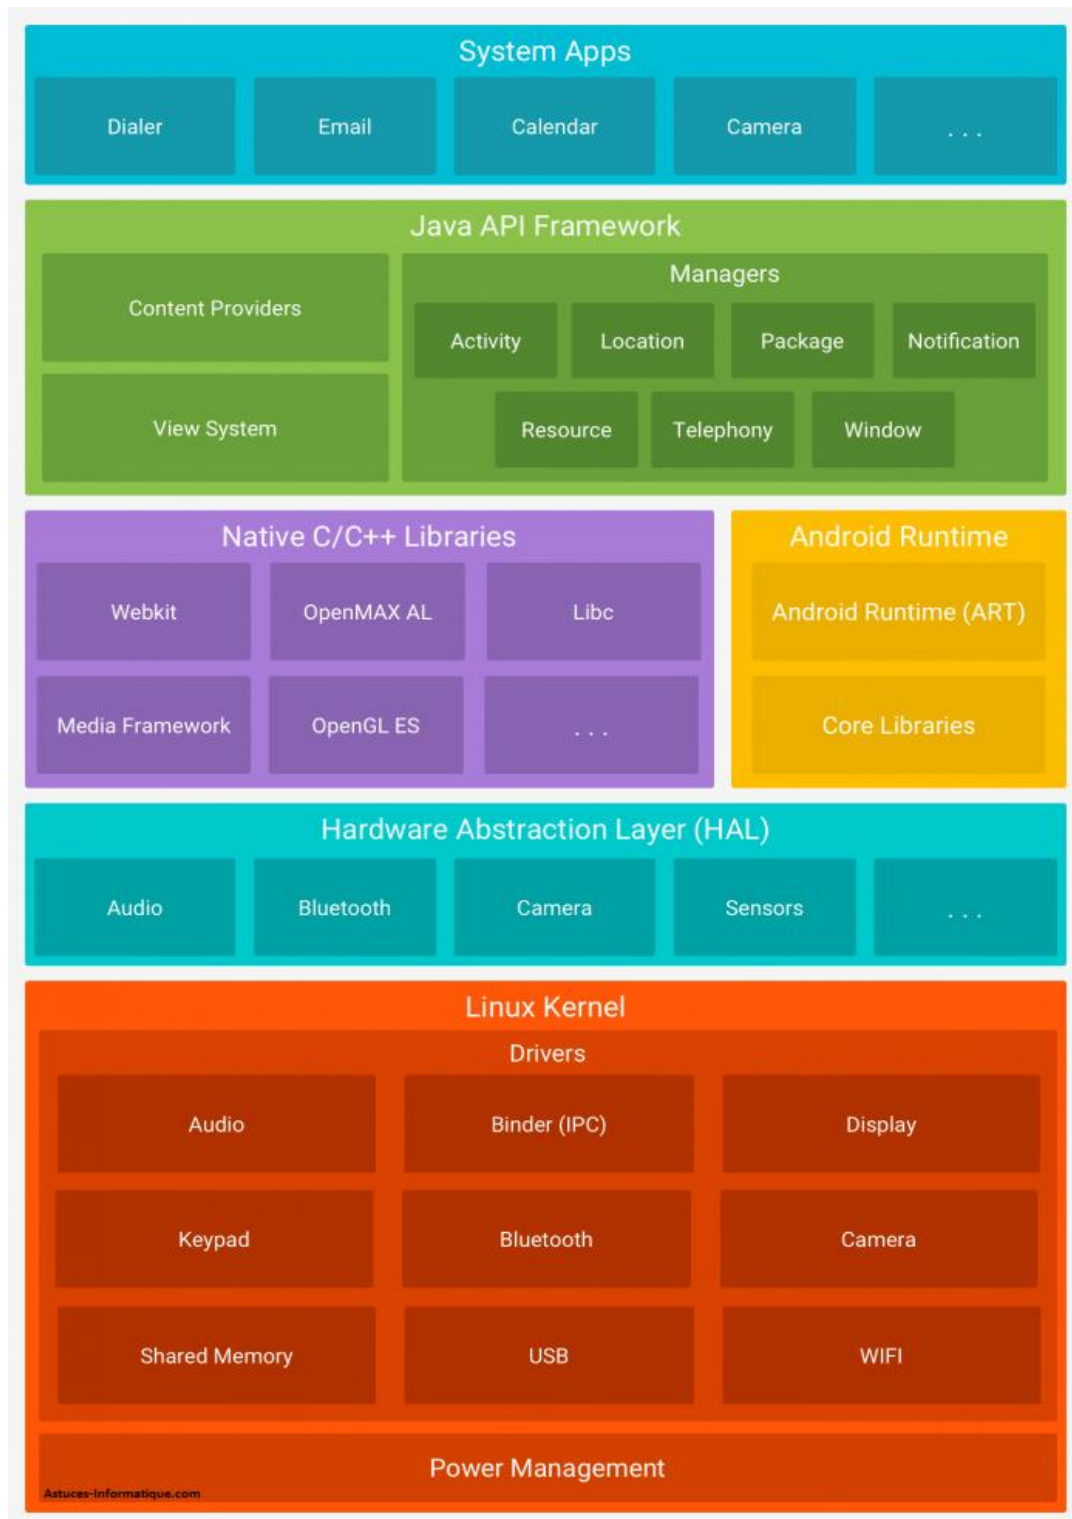 System Apps
Dialer Email Calendar Camera . . .
Java API Framework
Content Providers
View System
Managers
Activity Location Package Notification
Resource Telephony Window
Native C/C++ Libraries
Webkit OpenMAX AL Libc
Media Framework OpenGL ES . . .
Android Runtime
Android Runtime (ART)
Core Libraries
Hardware Abstraction Layer (HAL)
Audio Bluetooth Camera Sensors . . .
Linux Kernel
Drivers
Audio Binder (IPC) Display
Keypad Bluetooth Camera
Shared Memory USB WIFI
Power Management
Astuces-Informatique.com